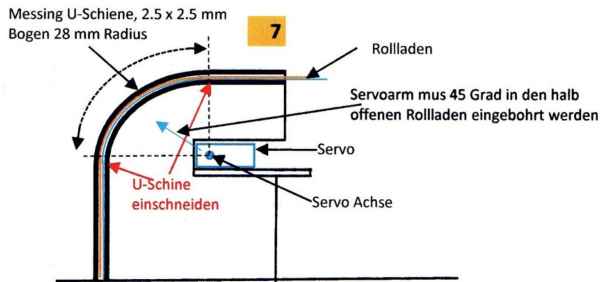 Messing U-Schiene, 2.5 x 2.5 mm
Bogen 28 mm Radius
7
Rollladen
Servoarm mus 45 Grad in den halb
offenen Rollladen eingebohrt werden
Servo
U-Schine
einschneiden
Servo Achse